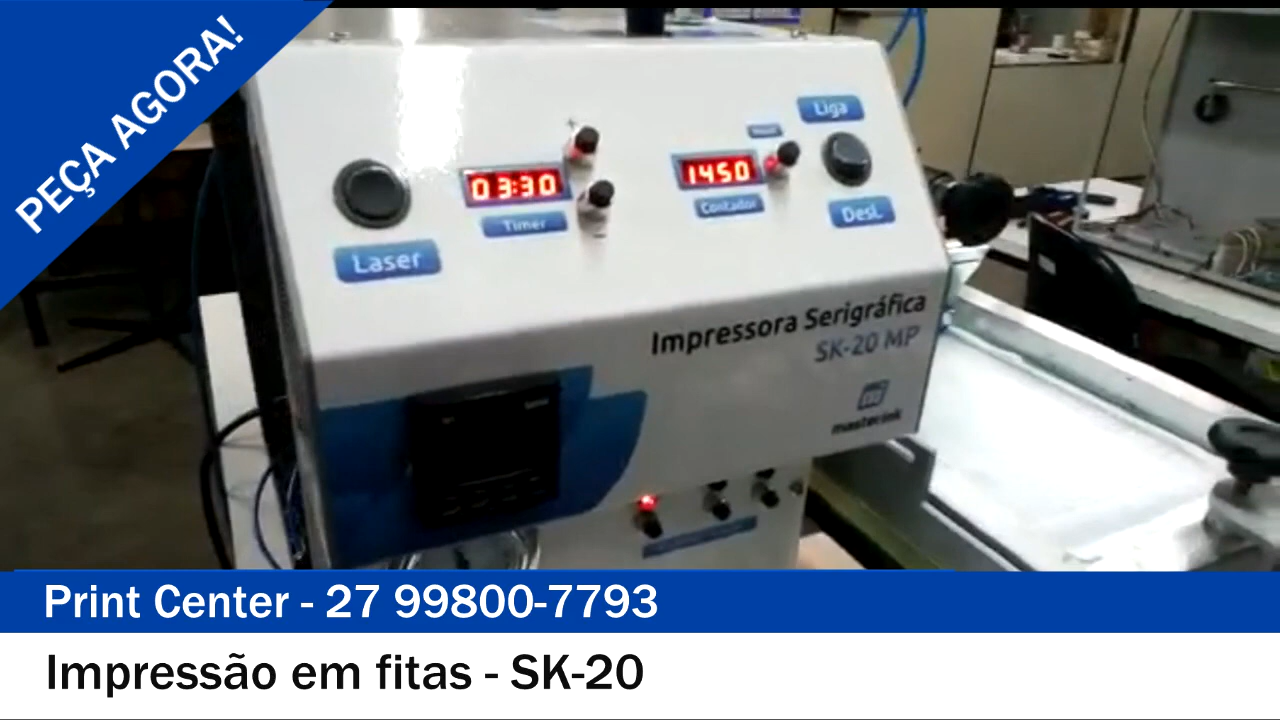 PEÇA AGORA!
Liga
03:30
1450
Timer
Contador
Desl.
Laser
Impressora Serigráfica
SK-20 MP
masterink
Print Center - 27 99800-7793
Impressão em fitas - SK-20